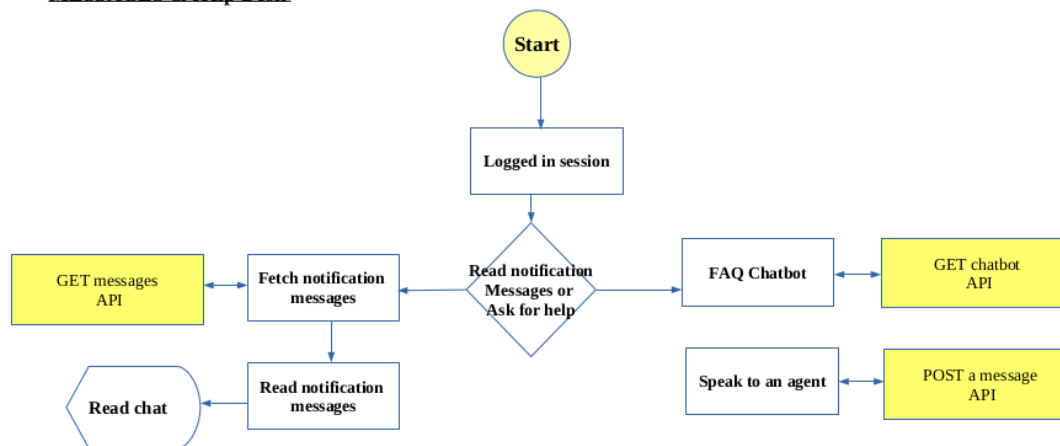 Start
Logged in session
Read notification
Messages or
Ask for help
GET messages
API
Fetch notification
messages
FAQ Chatbot
GET chatbot
API
Read notification
messages
Read chat
Speak to an agent
POST a message
API